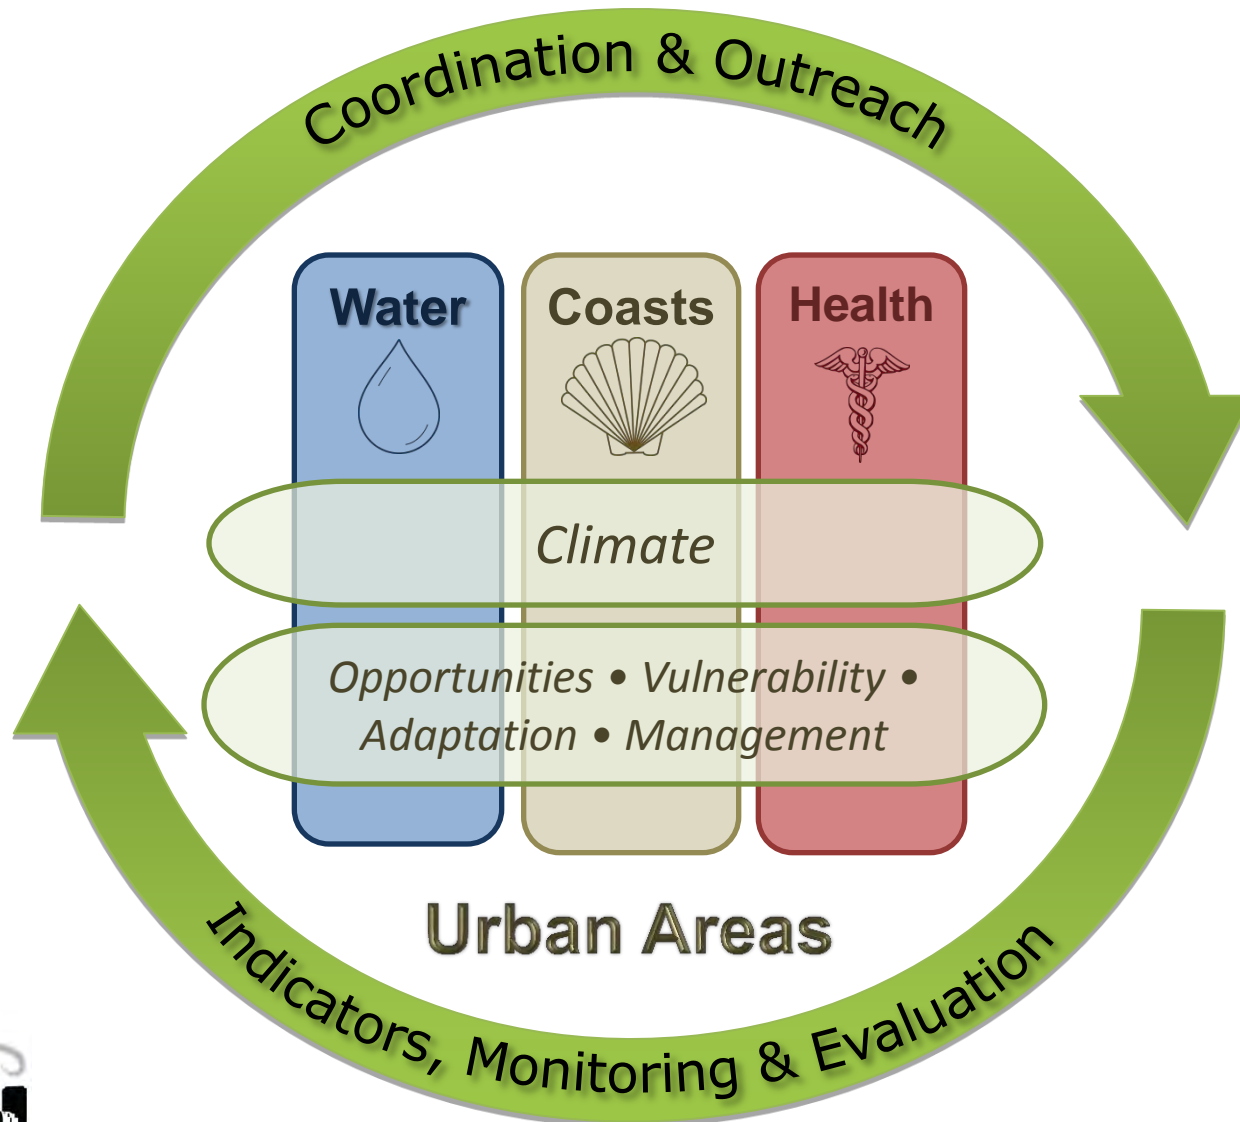 Coordination & Outreach
Water
Coasts
Health
Climate
Opportunities • Vulnerability •
Adaptation • Management
Urban Areas
Indicators, Monitoring & Evaluation